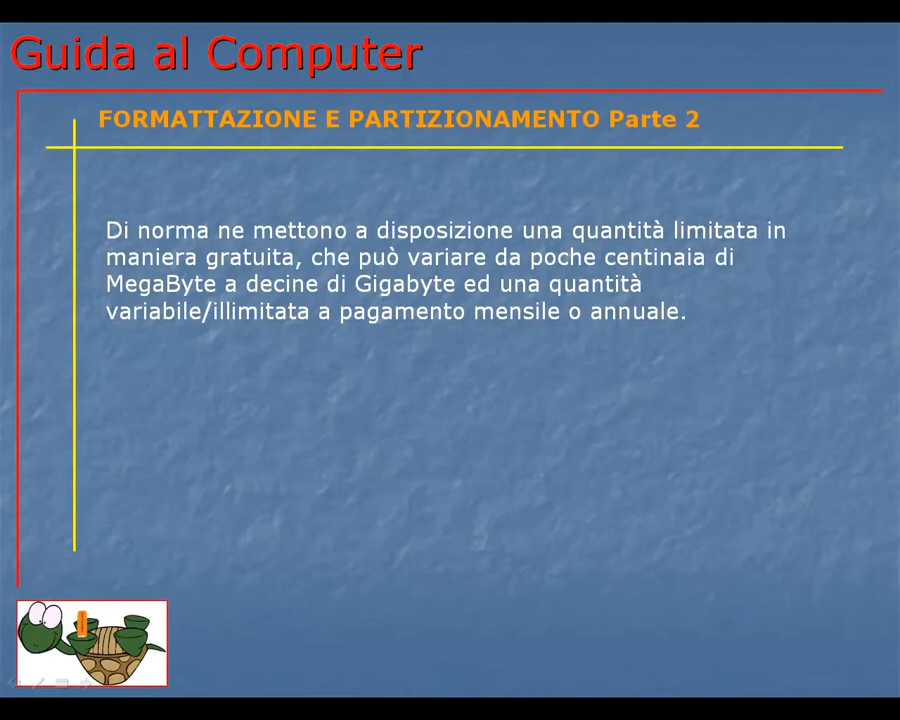 Guida al Computer
FORMATTAZIONE E PARTIZIONAMENTO Parte 2
Di norma ne mettono a disposizione una quantità limitata in
maniera gratuita, che può variare da poche centinaia di
MegaByte a decine di Gigabyte ed una quantità
variabile/illimitata a pagamento mensile o annuale.